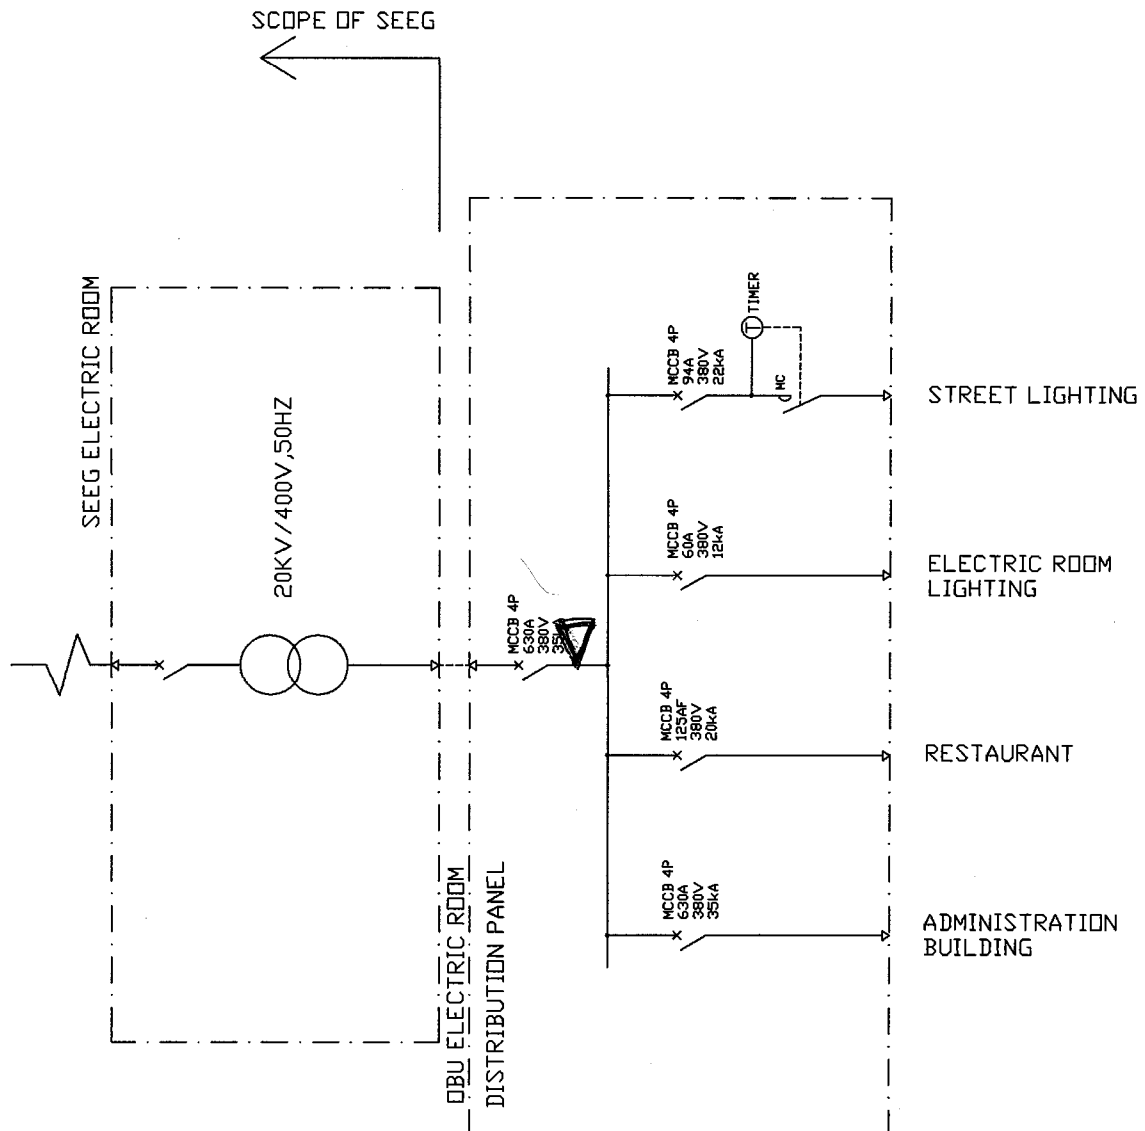 SCOPE OF SEEG
SEEG ELECTRIC ROOM
20KV/400V,50HZ
OBU ELECTRIC ROOM
DISTRIBUTION PANEL
MCCB 4P
630A
380V
MCCB 4P
94A
380V
22kA
T
TIMER
MC
STREET LIGHTING
MCCB 4P
60A
380V
12kA
ELECTRIC ROOM
LIGHTING
MCCB 4P
125AF
380V
20kA
RESTAURANT
MCCB 4P
630A
380V
35kA
ADMINISTRATION
BUILDING